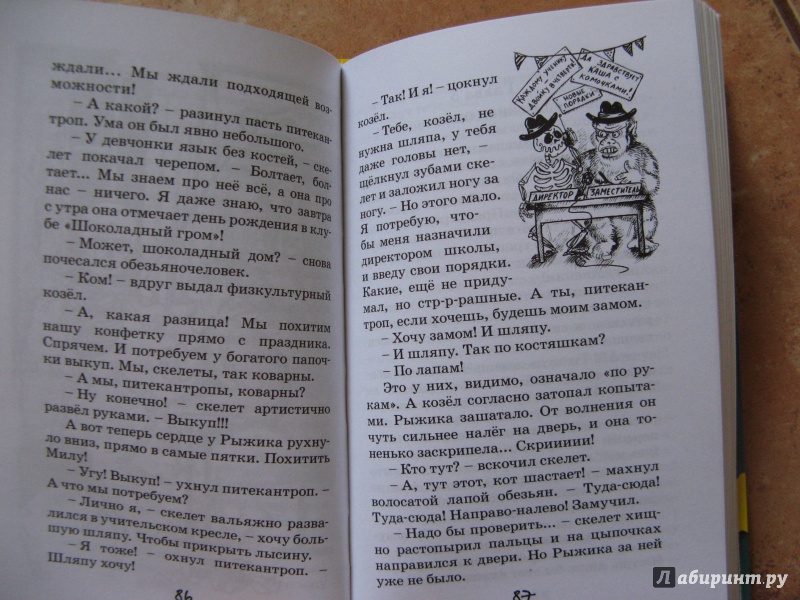 ждали... Мы ждали подходящей воз-
можности!
– А какой? – разинул пасть питекан-
троп. Ума он был явно небольшого.
– У девчонки язык без костей, – ске-
лет покачал черепом. – Болтает, бол-
тает... Мы знаем про неё всё, а она про
нас – ничего. Я даже знаю, что завтра
с утра она отмечает день рождения в клу-
бе «Шоколадный гром»!
– Может, шоколадный дом? – снова
почесался обезьяночеловек.
– Ком! – вдруг выдал физкультурный
козёл.
– А, какая разница! Мы похитим
нашу конфетку прямо с праздника.
Спрячем. И потребуем у богатого папоч-
ки выкуп. Мы, скелеты, так коварны.
– А мы, питекантропы, коварны?
– Ну конечно! – скелет артистично
развёл руками. – Выкуп!!!
А вот теперь сердце у Рыжика рухну-
ло вниз, прямо в самые пятки. Похитить
Милу!
– Угу! Выкуп! – ухнул питекантроп. –
А что мы потребуем?
– Лично я, – скелет вальяжно разва-
лился в учительском кресле, – хочу боль-
шую шляпу. Чтобы прикрыть лысину.
– Я тоже! – охнул питекантроп. –
Шляпу хочу!
86
– Так! И я! – цокнул
козёл.
– Тебе, козёл, не
нужна шляпа, у тебя
даже головы нет, –
щёлкнул зубами ске-
лет и заложил ногу за
ногу. – Но этого мало.
Я потребую, что-
бы меня назначили
директором школы,
и введу свои порядки.
Какие, ещё не приду-
мал, но стр-р-рашные. А ты, питекан-
троп, если хочешь, будешь моим замом.
– Хочу замом! И шляпу.
– И шляпу. Так по костяшкам?
– По лапам!
Это у них, видимо, означало «по ру-
кам». А козёл согласно затопал копыта-
ми. Рыжика зашатало. От волнения он
чуть сильнее налёг на дверь, и она то-
ненько заскрипела... Скрииииии!
– Кто тут? – вскочил скелет.
– А, тут этот, кот шастает! – махнул
волосатой лапой обезьян. – Туда-сюда!
Туда-сюда! Направо-налево! Замучил.
– Надо бы проверить... – скелет хищ-
но растопырил пальцы и на цыпочках
направился к двери. Но Рыжика за ней
уже не было.
87
Каждому ученику –
двойку в четверти!
Да здравствует
каша с
комочками!
Новые
порядки
Директор
Заместитель
Лабиринт.ру